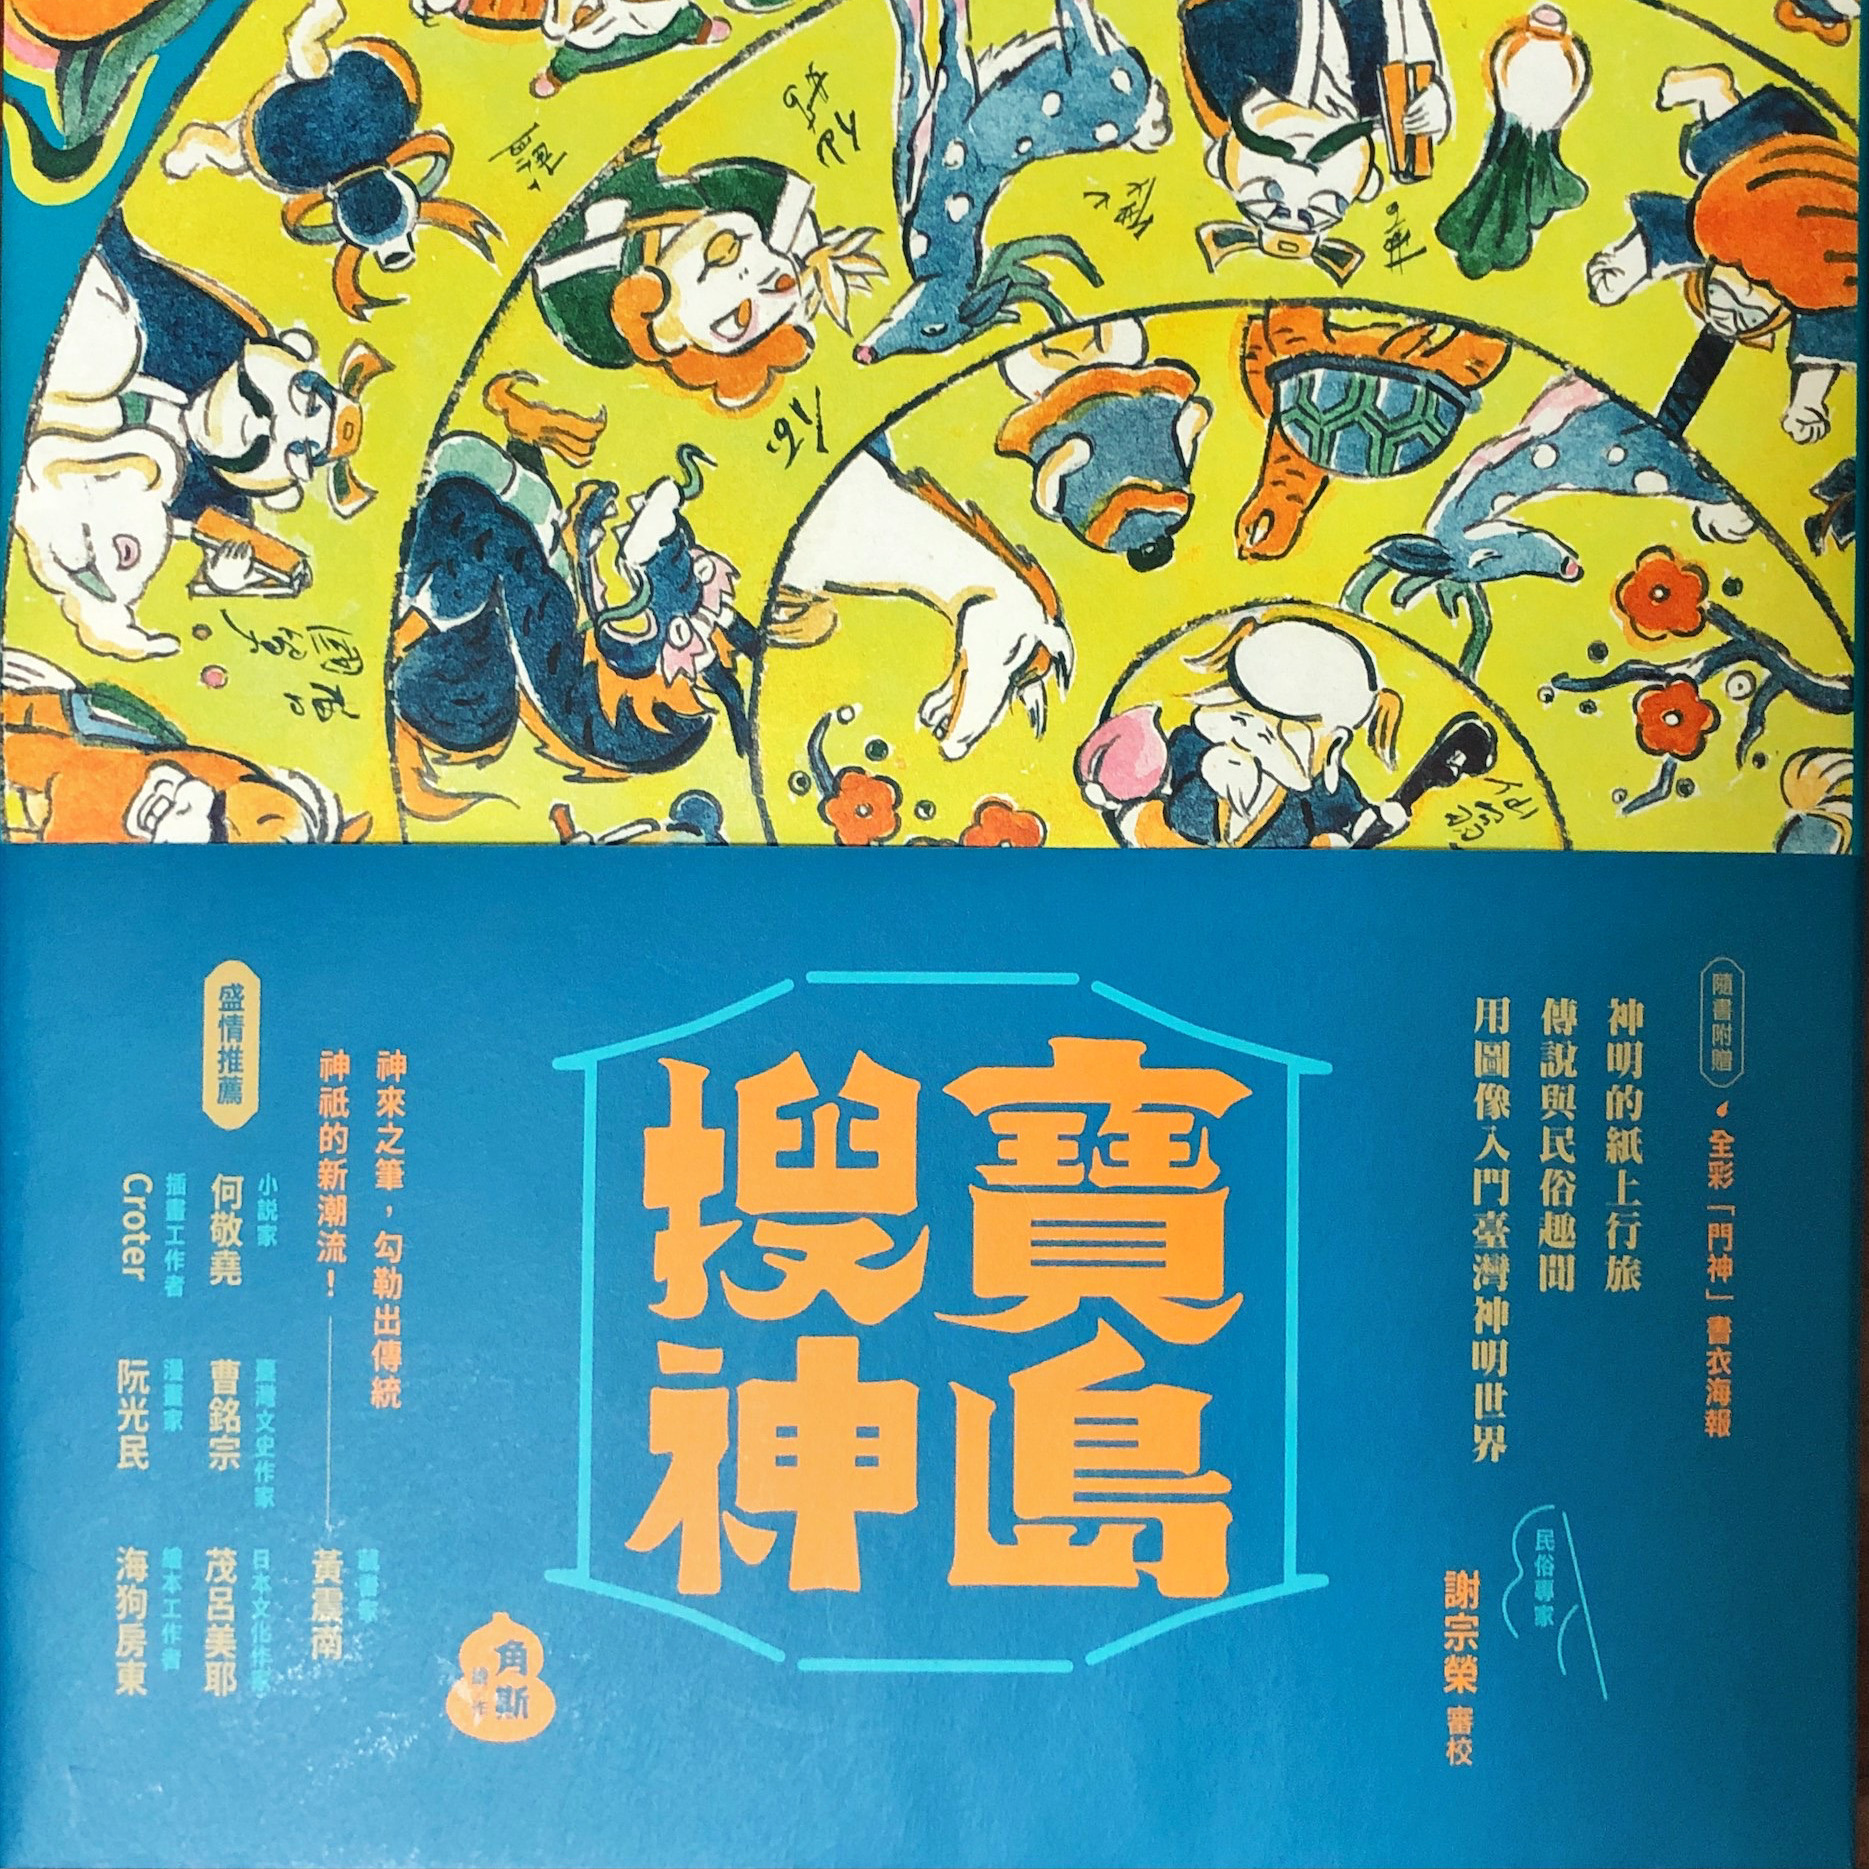 隨書附贈
全彩「門神」書衣海報
神明的紙上行旅
傳說與民俗趣聞
用圖像入門臺灣神明世界
民俗專家
謝宗榮 審校
寶島
搜神
角斯
繪作
神來之筆，勾勒出傳統
神祇的新潮流！
藏書家
黃震南
盛情推薦
小說家
何敬堯
臺灣文史作家
曹銘宗
日本文化作家
茂呂美耶
插畫工作者
Croter
漫畫家
阮光民
繪本工作者
海狗房東